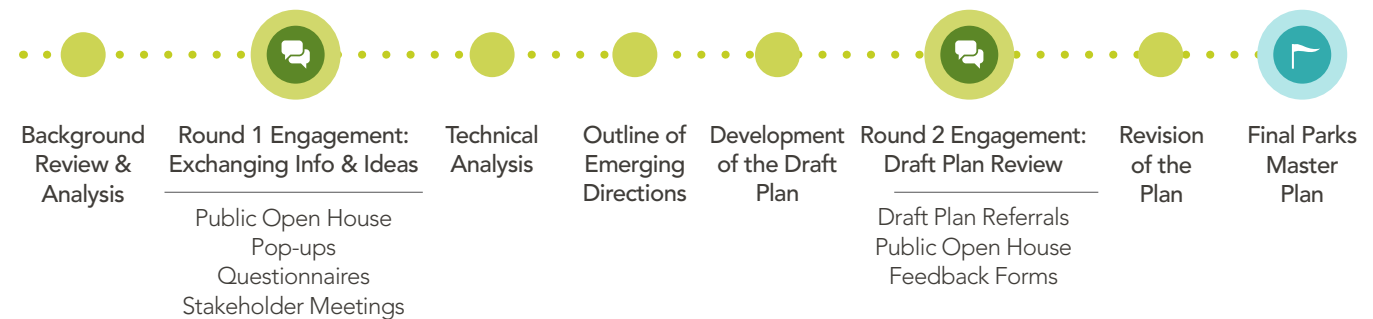 Background
Review &
Analysis
Round 1 Engagement:
Exchanging Info & Ideas
Public Open House
Pop-ups
Questionnaires
Stakeholder Meetings
Technical
Analysis
Outline of
Emerging
Directions
Development
of the Draft
Plan
Round 2 Engagement:
Draft Plan Review
Draft Plan Referrals
Public Open House
Feedback Forms
Revision
of the
Plan
Final Parks
Master
Plan